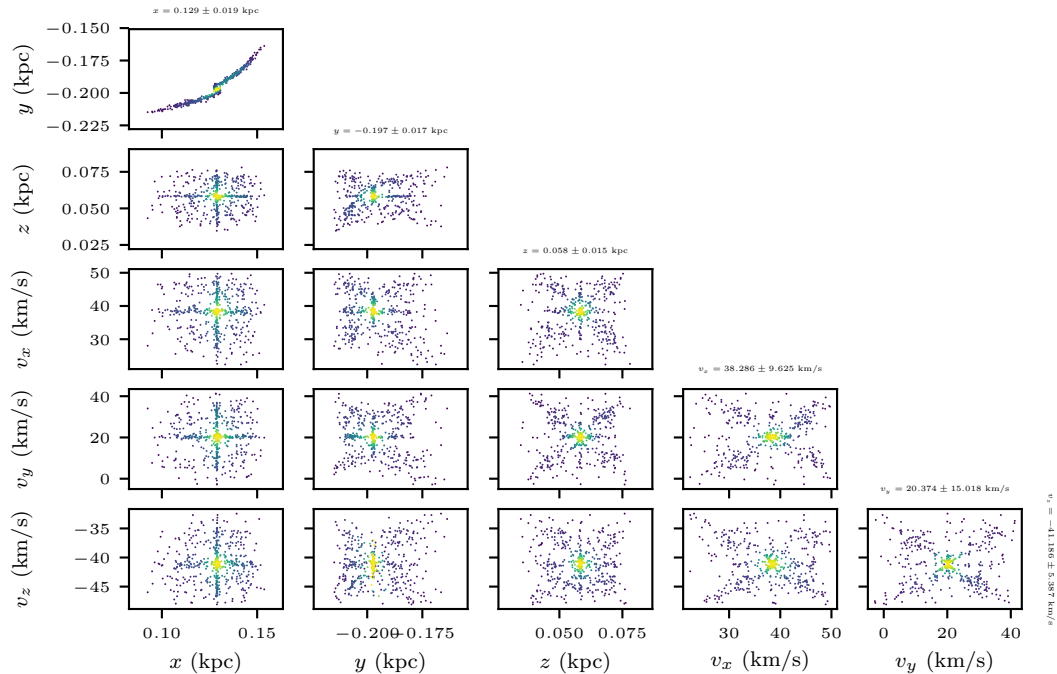 x = 0.129 ± 0.019 kpc
−0.150
−0.175
−0.200
−0.225
y (kpc)
y = −0.197 ± 0.017 kpc
0.075
0.050
0.025
z (kpc)
z = 0.058 ± 0.015 kpc
50
40
30
v_x (km/s)
v_x = 38.286 ± 9.625 km/s
40
20
0
v_y (km/s)
v_y = 20.374 ± 15.018 km/s
−35
−40
−45
v_z (km/s)
v_z = −41.186 ± 5.387 km/s
0.10 0.15
−0.200 −0.175
0.050 0.075
30 40 50
0 20 40
x (kpc)
y (kpc)
z (kpc)
v_x (km/s)
v_y (km/s)